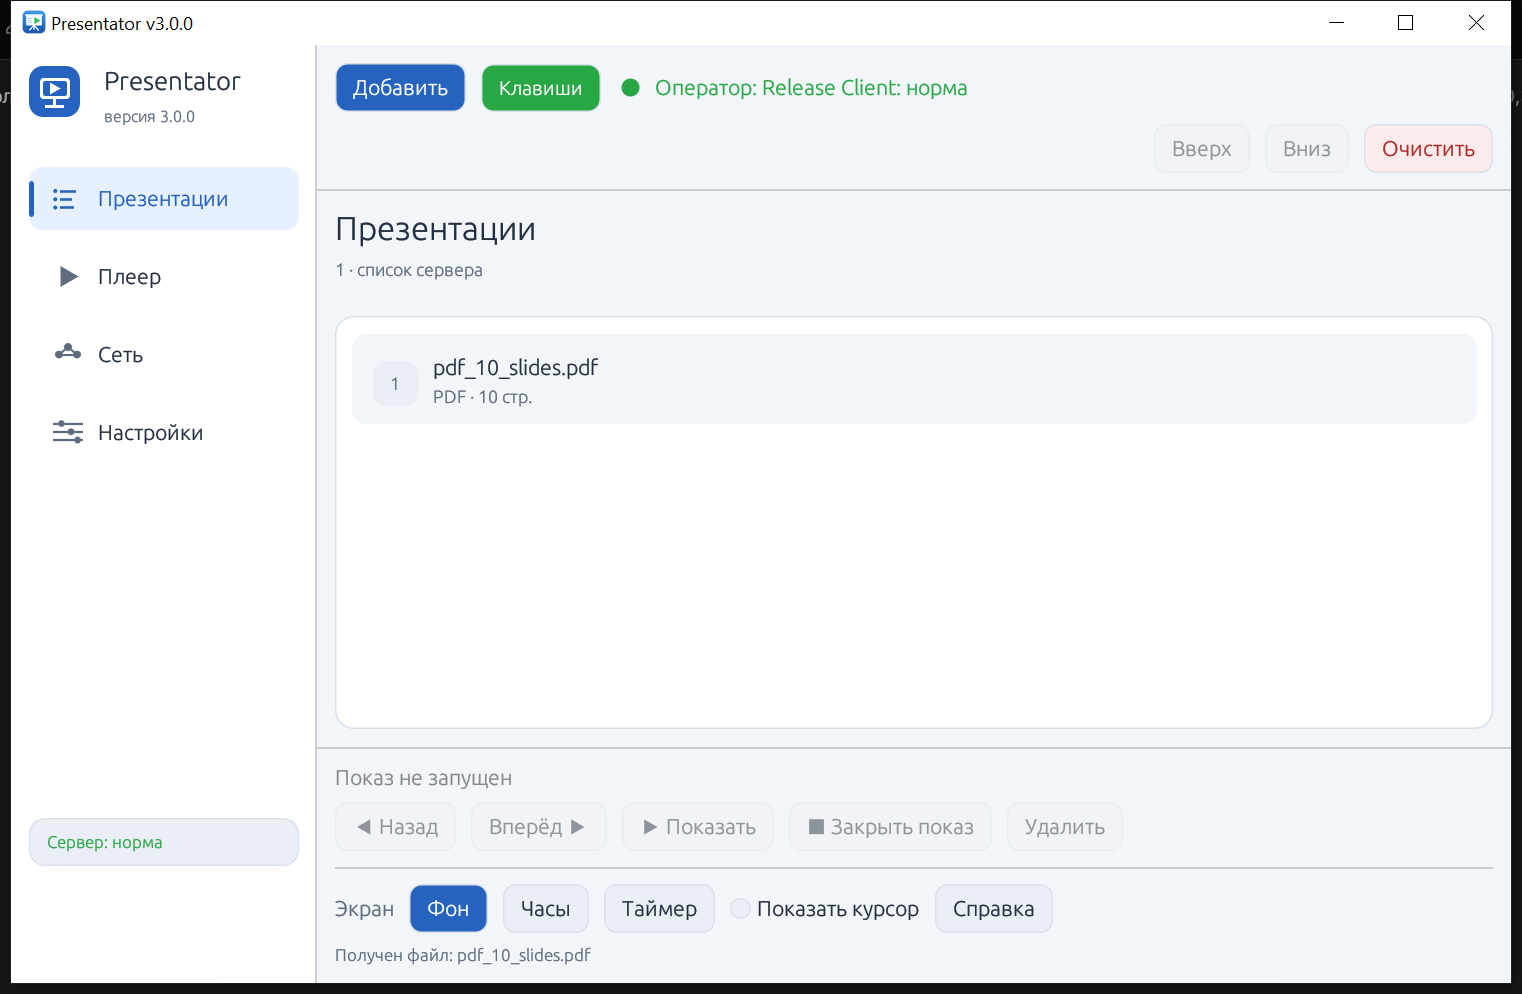 Presentator v3.0.0
Presentator
версия 3.0.0
Презентации
Плеер
Сеть
Настройки
Сервер: норма
Добавить
Клавиши
Оператор: Release Client: норма
Вверх
Вниз
Очистить
Презентации
1 · список сервера
1
pdf_10_slides.pdf
PDF · 10 стр.
Показ не запущен
◀ Назад
Вперёд ▶
▶ Показать
■ Закрыть показ
Удалить
Экран
Фон
Часы
Таймер
Показать курсор
Справка
Получен файл: pdf_10_slides.pdf